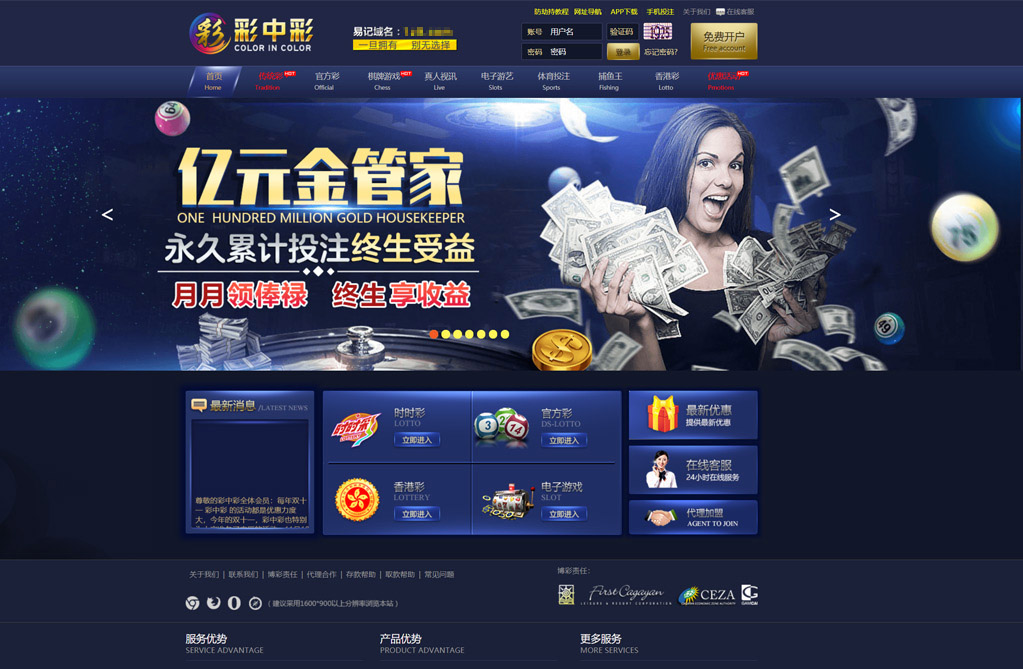 防劫持教程 网址导航 APP下载 手机投注 关于我们 在线客服
彩中彩
COLOR IN COLOR
易记域名：
一旦拥有 别无选择
账号 用户名 验证码
密码 密码 登录 忘记密码?
免费开户
Free account
首页 传统彩 HOT 官方彩 棋牌游戏 HOT 真人视讯 电子游艺 体育投注 捕鱼王 香港彩 优惠活动 HOT
Home Tradition Official Chess Live Slots Sports Fishing Lotto Promotions
亿元金管家
ONE HUNDRED MILLION GOLD HOUSEKEEPER
永久累计投注终生受益
月月领俸禄 终生享收益
< >
最新消息 /LATEST NEWS
尊敬的彩中彩全体会员：每年双十
一 彩中彩 的活动都是优惠力度
大，今年的双十一，彩中彩也特别
时时彩
LOTTO
立即进入
官方彩
DS-LOTTO
立即进入
香港彩
LOTTERY
立即进入
电子游戏
SLOT
立即进入
最新优惠
提供最新优惠
在线客服
24小时在线服务
代理加盟
AGENT TO JOIN
关于我们 | 联系我们 | 博彩责任 | 代理合作 | 存款帮助 | 取款帮助 | 常见问题
( 建议采用1600*900以上分辨率浏览本站 )
博彩责任:
First Cagayan
LEISURE & RESORT CORPORATION
CEZA
服务优势
SERVICE ADVANTAGE
产品优势
PRODUCT ADVANTAGE
更多服务
MORE SERVICES